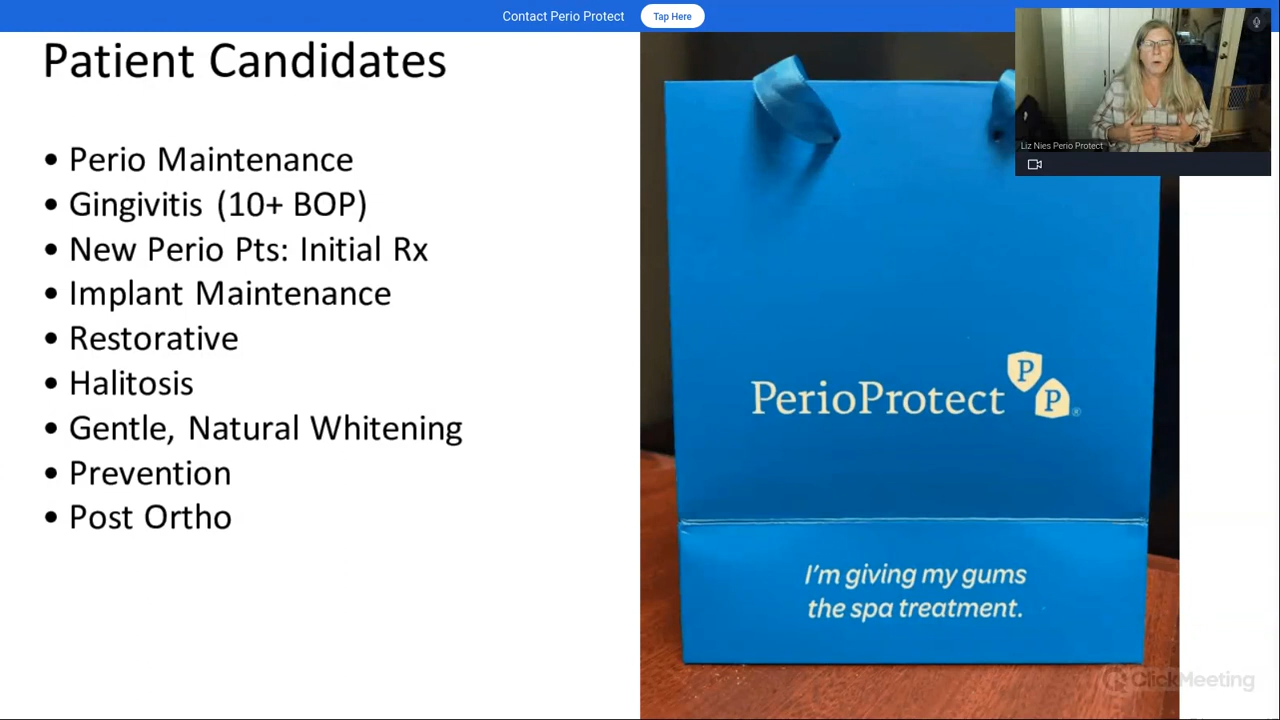 Contact Perio Protect
Tap Here
Patient Candidates
• Perio Maintenance
• Gingivitis (10+ BOP)
• New Perio Pts: Initial Rx
• Implant Maintenance
• Restorative
• Halitosis
• Gentle, Natural Whitening
• Prevention
• Post Ortho
Liz Nies Perio Protect
PerioProtect P P ®
I'm giving my gums
the spa treatment.
ClickMeeting